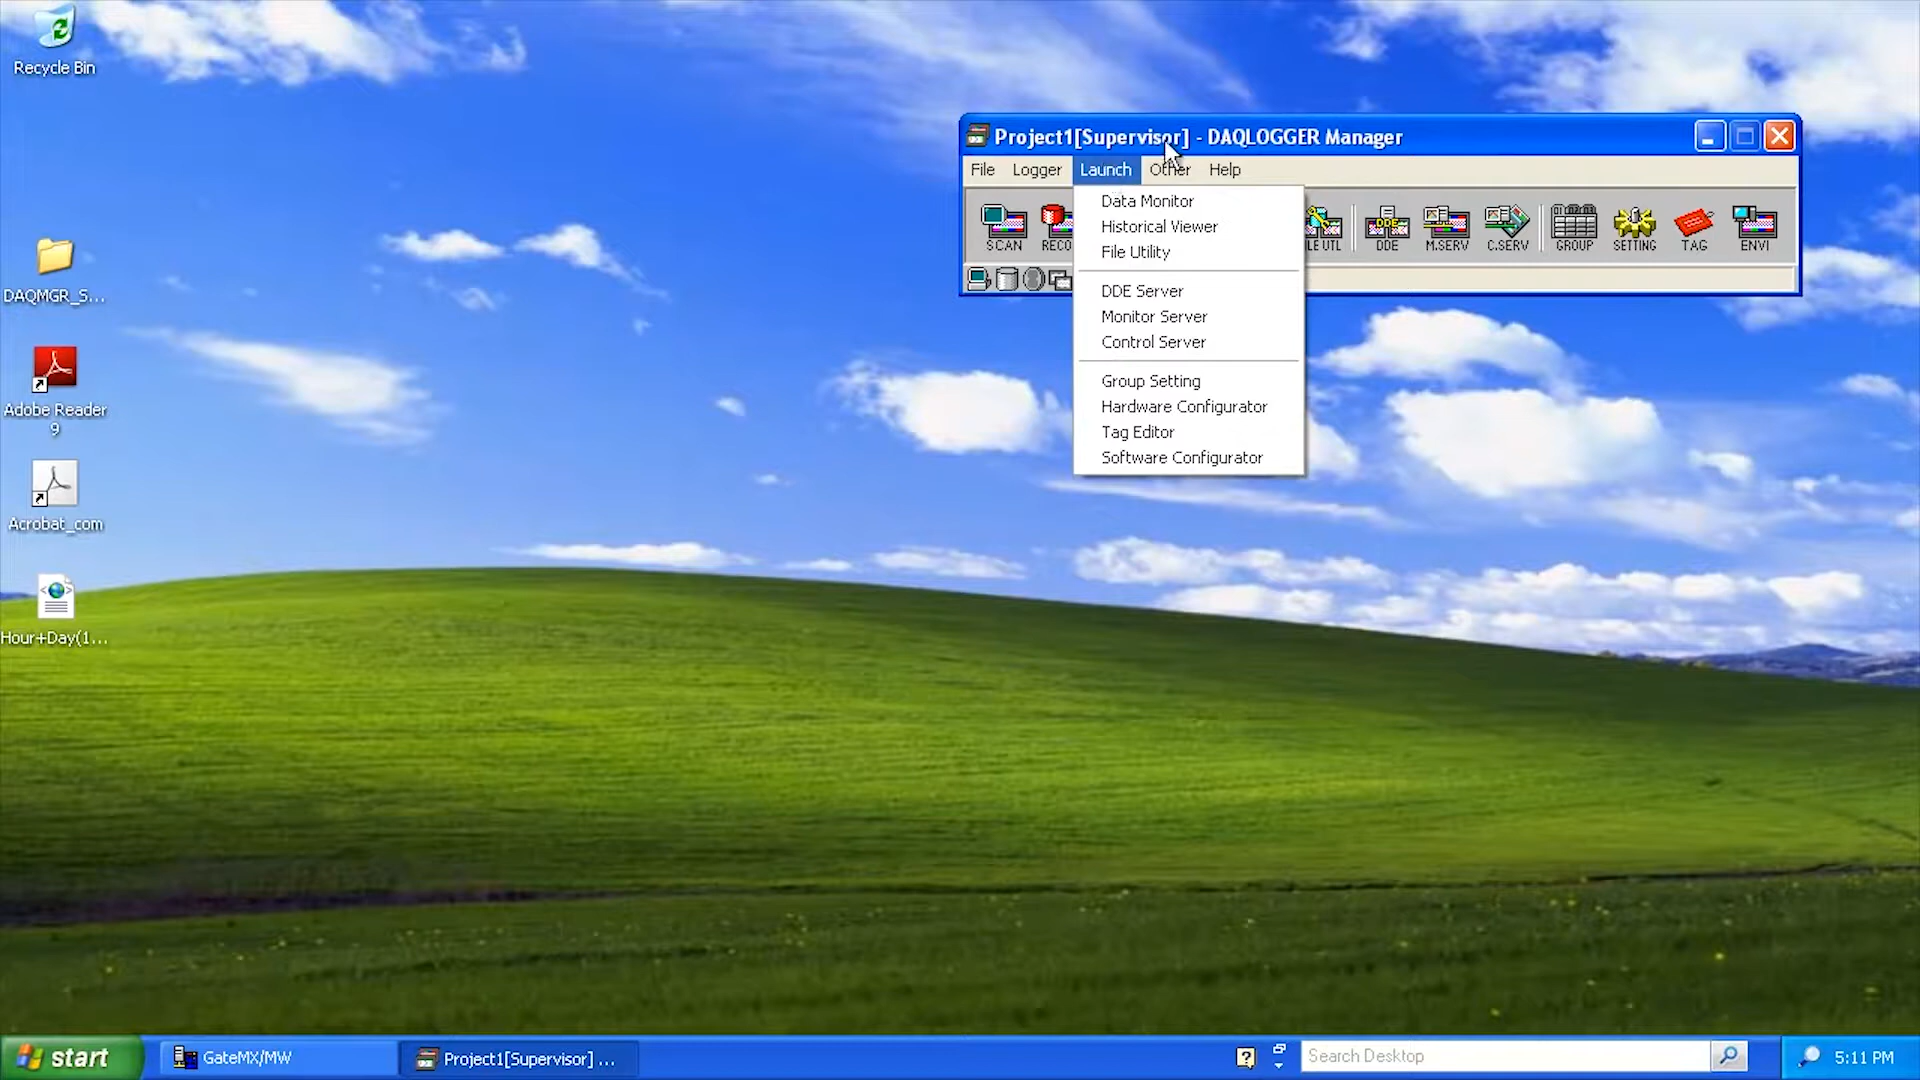 Recycle Bin
DAQMGR_S...
Adobe Reader
9
Acrobat_com
Hour+Day(1...
Project1[Supervisor] - DAQLOGGER Manager
File Logger Launch Other Help
SCAN RECO LE UTL DDE M.SERV C.SERV GROUP SETTING TAG ENVI
DDE
Data Monitor
Historical Viewer
File Utility
DDE Server
Monitor Server
Control Server
Group Setting
Hardware Configurator
Tag Editor
Software Configurator
start
GateMX/MW
Project1[Supervisor] ...
?
Search Desktop
5:11 PM